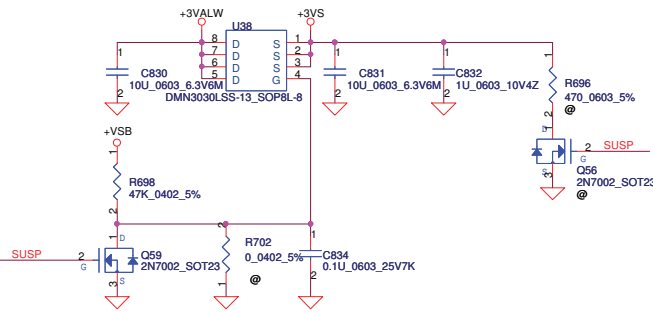 +3VALW
U38
+3VS
8 D S 1
7 D S 2
6 D S 3
5 D G 4
DMN3030LSS-13_SOP8L-8
1
C830
10U_0603_6.3V6M
2
1
C831
10U_0603_6.3V6M
2
1
C832
1U_0603_10V4Z
2
1
R696
470_0603_5%
2
@
1
D
2
SUSP
G
S
3
Q56
2N7002_SOT23
@
+VSB
1
R698
47K_0402_5%
2
SUSP
2
G
1
D
Q59
2N7002_SOT23
S
3
2
R702
0_0402_5%
1
@
1
C834
0.1U_0603_25V7K
2